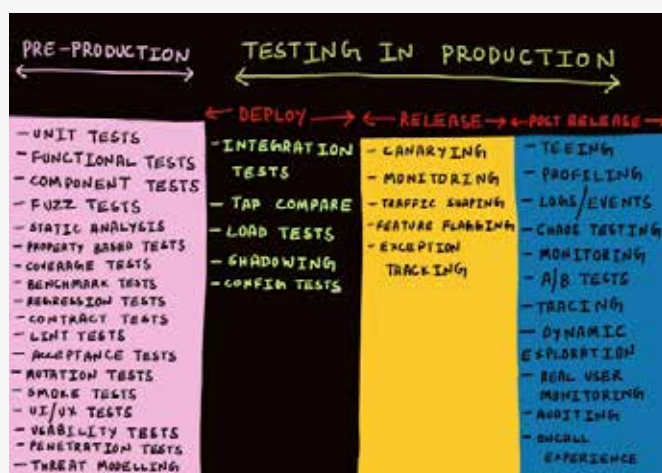 PRE-PRODUCTION
TESTING IN PRODUCTION
DEPLOY
RELEASE
POST RELEASE
- UNIT TESTS
- FUNCTIONAL TESTS
- COMPONENT TESTS
- FUZZ TESTS
- STATIC ANALYSIS
- PROPERTY BASED TESTS
- COVERAGE TESTS
- BENCHMARK TESTS
- REGRESSION TESTS
- CONTRACT TESTS
- LINT TESTS
- ACCEPTANCE TESTS
- MUTATION TESTS
- SMOKE TESTS
- UI/UX TESTS
- USABILITY TESTS
- PENETRATION TESTS
- THREAT MODELLING
- INTEGRATION
TESTS
- TAP COMPARE
- LOAD TESTS
- SHADOWING
- CONFIG TESTS
- CANARYING
- MONITORING
- TRAFFIC SHAPING
- FEATURE FLAGGING
- EXCEPTION
TRACKING
- TEEING
- PROFILING
- LOGS/EVENTS
- CHAOS TESTING
- MONITORING
- A/B TESTS
- TRACING
- DYNAMIC
EXPLORATION
- REAL USER
MONITORING
- AUDITING
- ONCALL
EXPERIENCE